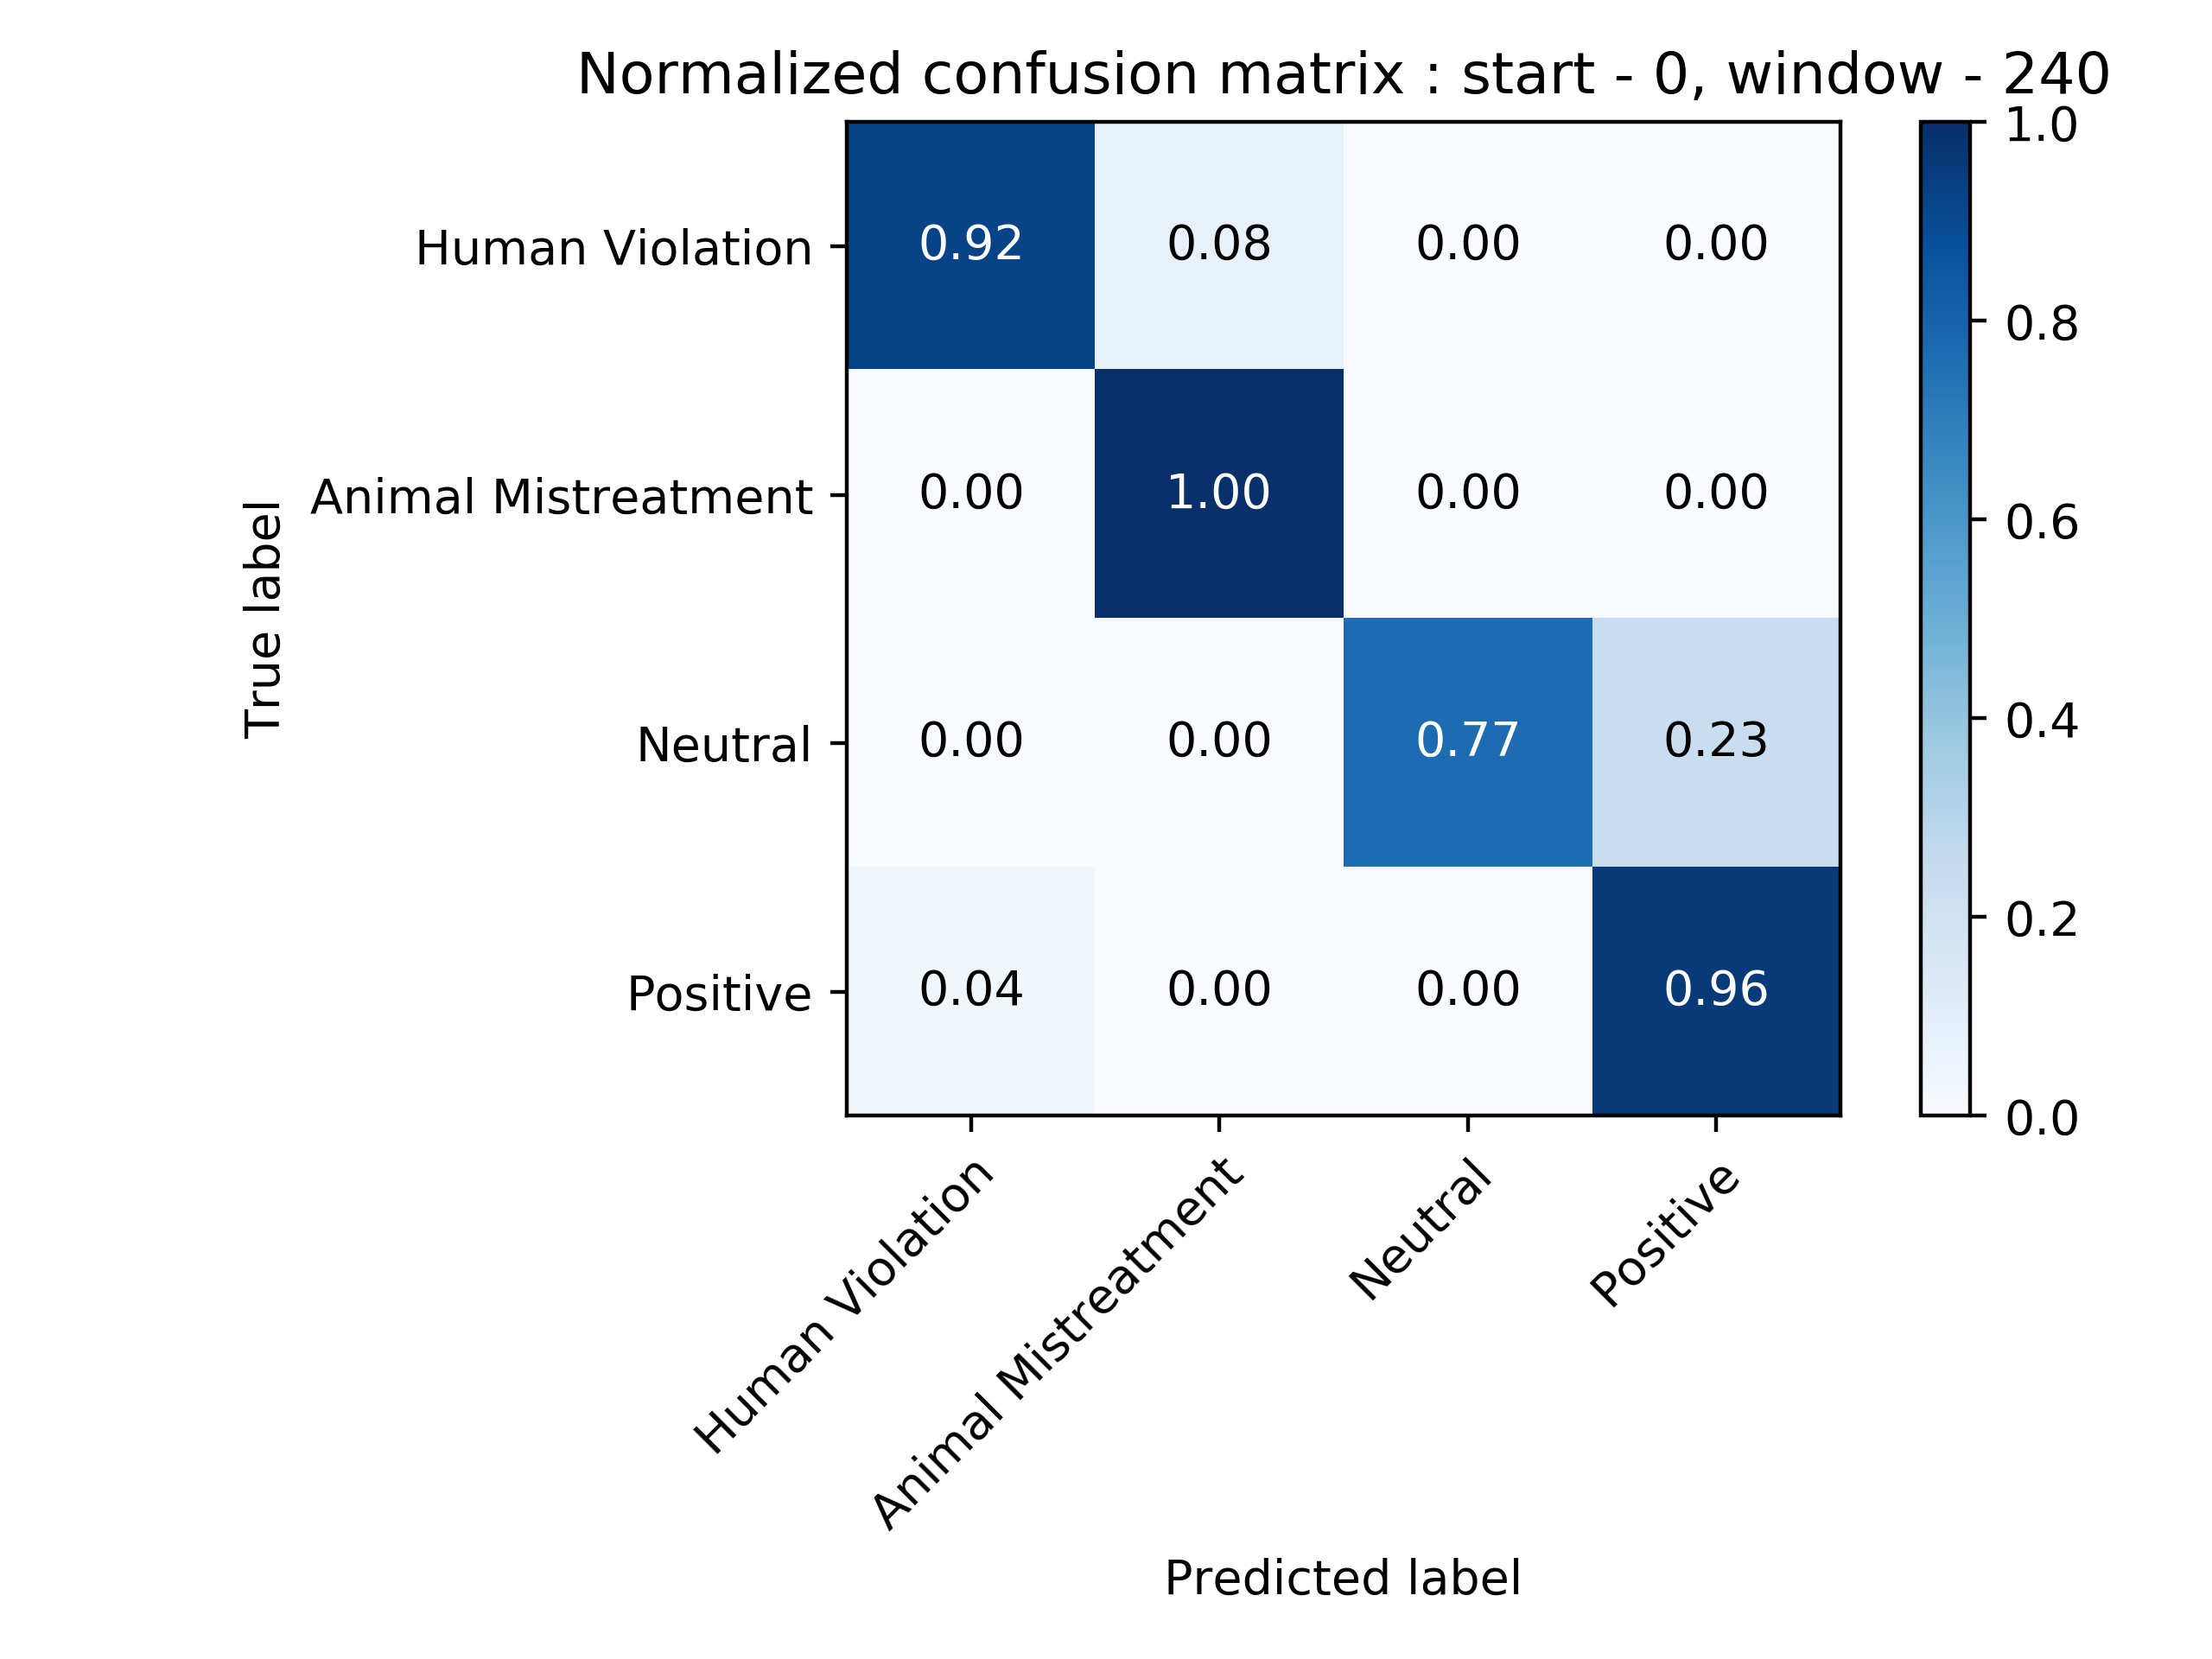 Normalized confusion matrix : start - 0, window - 240
Human Violation 0.92 0.08 0.00 0.00
Animal Mistreatment 0.00 1.00 0.00 0.00
Neutral 0.00 0.00 0.77 0.23
Positive 0.04 0.00 0.00 0.96
True label
Human Violation
Animal Mistreatment
Neutral
Positive
Predicted label
1.0
0.8
0.6
0.4
0.2
0.0